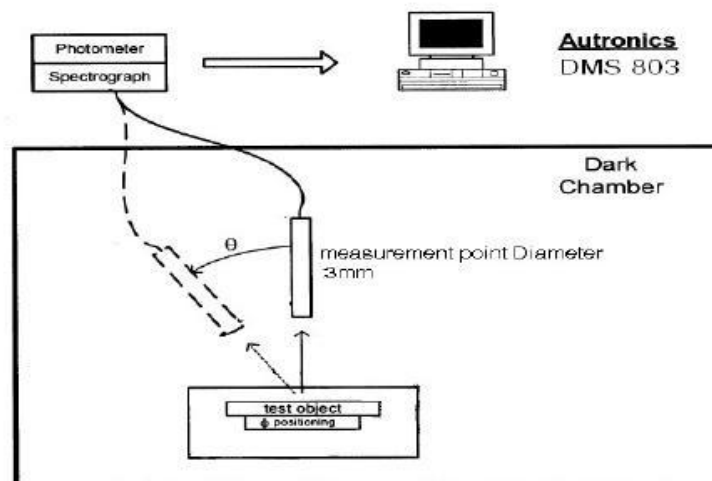 Photometer
Spectrograph
Autronics
DMS 803
Dark
Chamber
θ
measurement point Diameter
3mm
test object
ϕ positioning